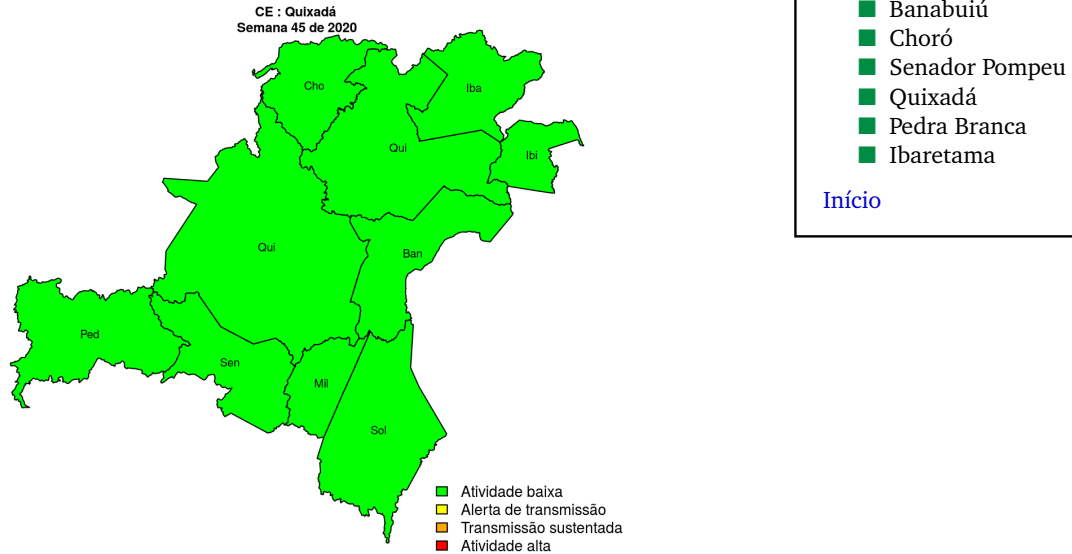 CE : Quixadá
Semana 45 de 2020
Cho
Iba
Qui
Ibi
Qui
Ban
Ped
Sen
Mil
Sol
Atividade baixa
Alerta de transmissão
Transmissão sustentada
Atividade alta
Banabuiú
Choró
Senador Pompeu
Quixadá
Pedra Branca
Ibaretama
Início